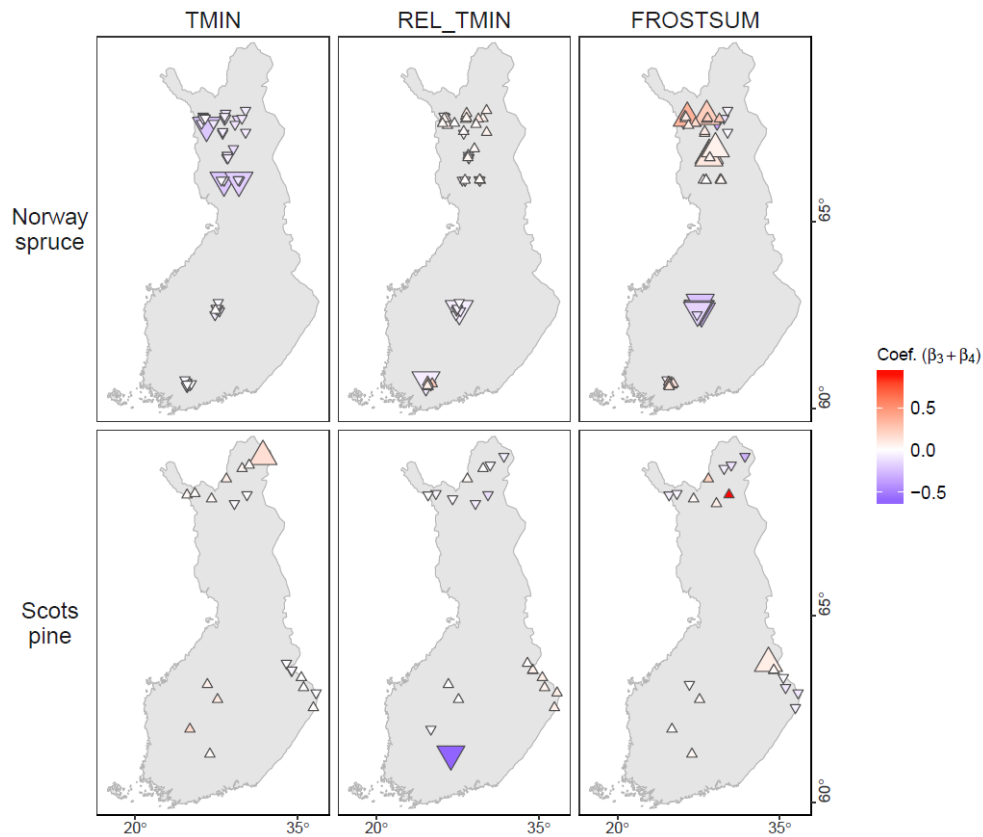 TMIN REL_TMIN FROSTSUM
Norway
spruce
65°
60°
Coef. (β₃ + β₄)
0.5
0.0
−0.5
Scots
pine
65°
60°
20° 35° 20° 35° 20° 35°